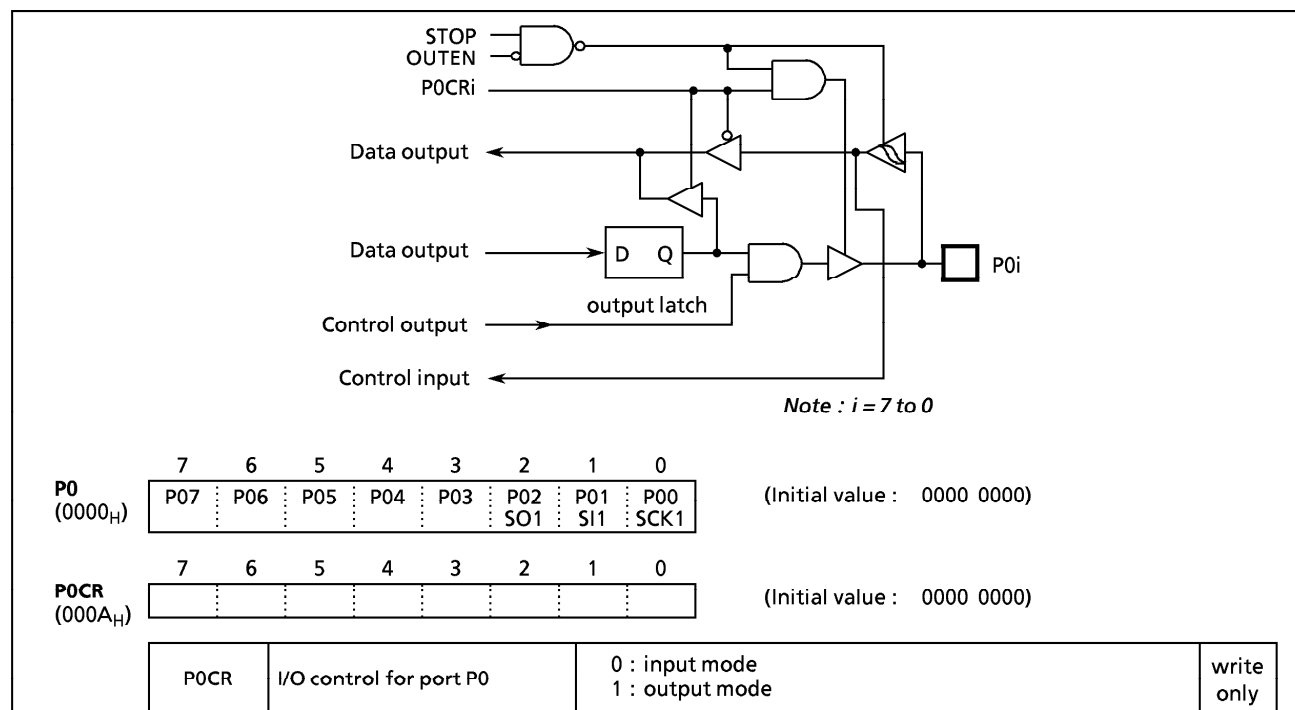 STOP
OUTEN
P0CRi
Data output
Data output
D Q
P0i
output latch
Control output
Control input
Note : i = 7 to 0
7 6 5 4 3 2 1 0
P0
(0000H)
P07 P06 P05 P04 P03 P02 P01 P00
SO1 SI1 SCK1
(Initial value : 0000 0000)
7 6 5 4 3 2 1 0
P0CR
(000AH)
(Initial value : 0000 0000)
P0CR
I/O control for port P0
0 : input mode
1 : output mode
write
only